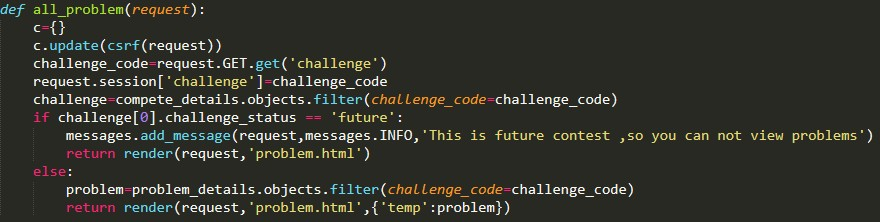 def all_problem(request):
    c={}
    c.update(csrf(request))
    challenge_code=request.GET.get('challenge')
    request.session['challenge']=challenge_code
    challenge=compete_details.objects.filter(challenge_code=challenge_code)
    if challenge[0].challenge_status == 'future':
        messages.add_message(request,messages.INFO,'This is future contest ,so you can not view problems')
        return render(request,'problem.html')
    else:
        problem=problem_details.objects.filter(challenge_code=challenge_code)
        return render(request,'problem.html',{'temp':problem})